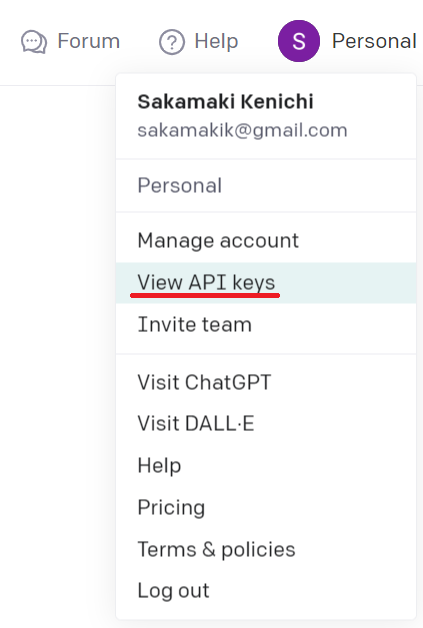 Forum Help S Personal
Sakamaki Kenichi
sakamakik@gmail.com
Personal
Manage account
View API keys
Invite team
Visit ChatGPT
Visit DALL·E
Help
Pricing
Terms & policies
Log out